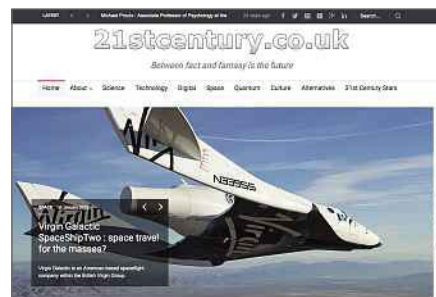 LATEST Michael Proulx : Associate Professor of Psychology at the
21stcentury.co.uk
Between fact and fantasy is the future
Home About Science Technology Digital Space Quantum Culture Alternatives 21st Century Stars
N339SS
SPACE January
Virgin Galactic
SpaceShipTwo : space travel
for the masses?
Virgin Galactic is an American-based spaceflight
company within the British Virgin Group.